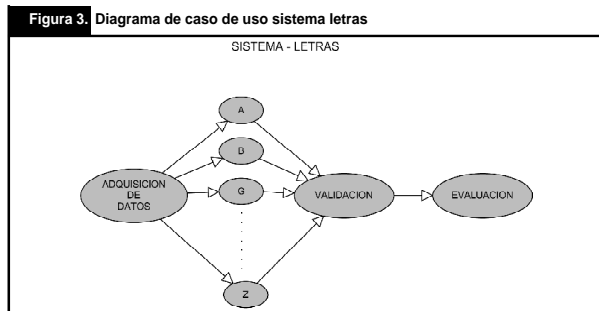 Figura 3. Diagrama de caso de uso sistema letras
SISTEMA - LETRAS
A
B
ADQUISICION
DE
DATOS
G
VALIDACION
EVALUACION
Z